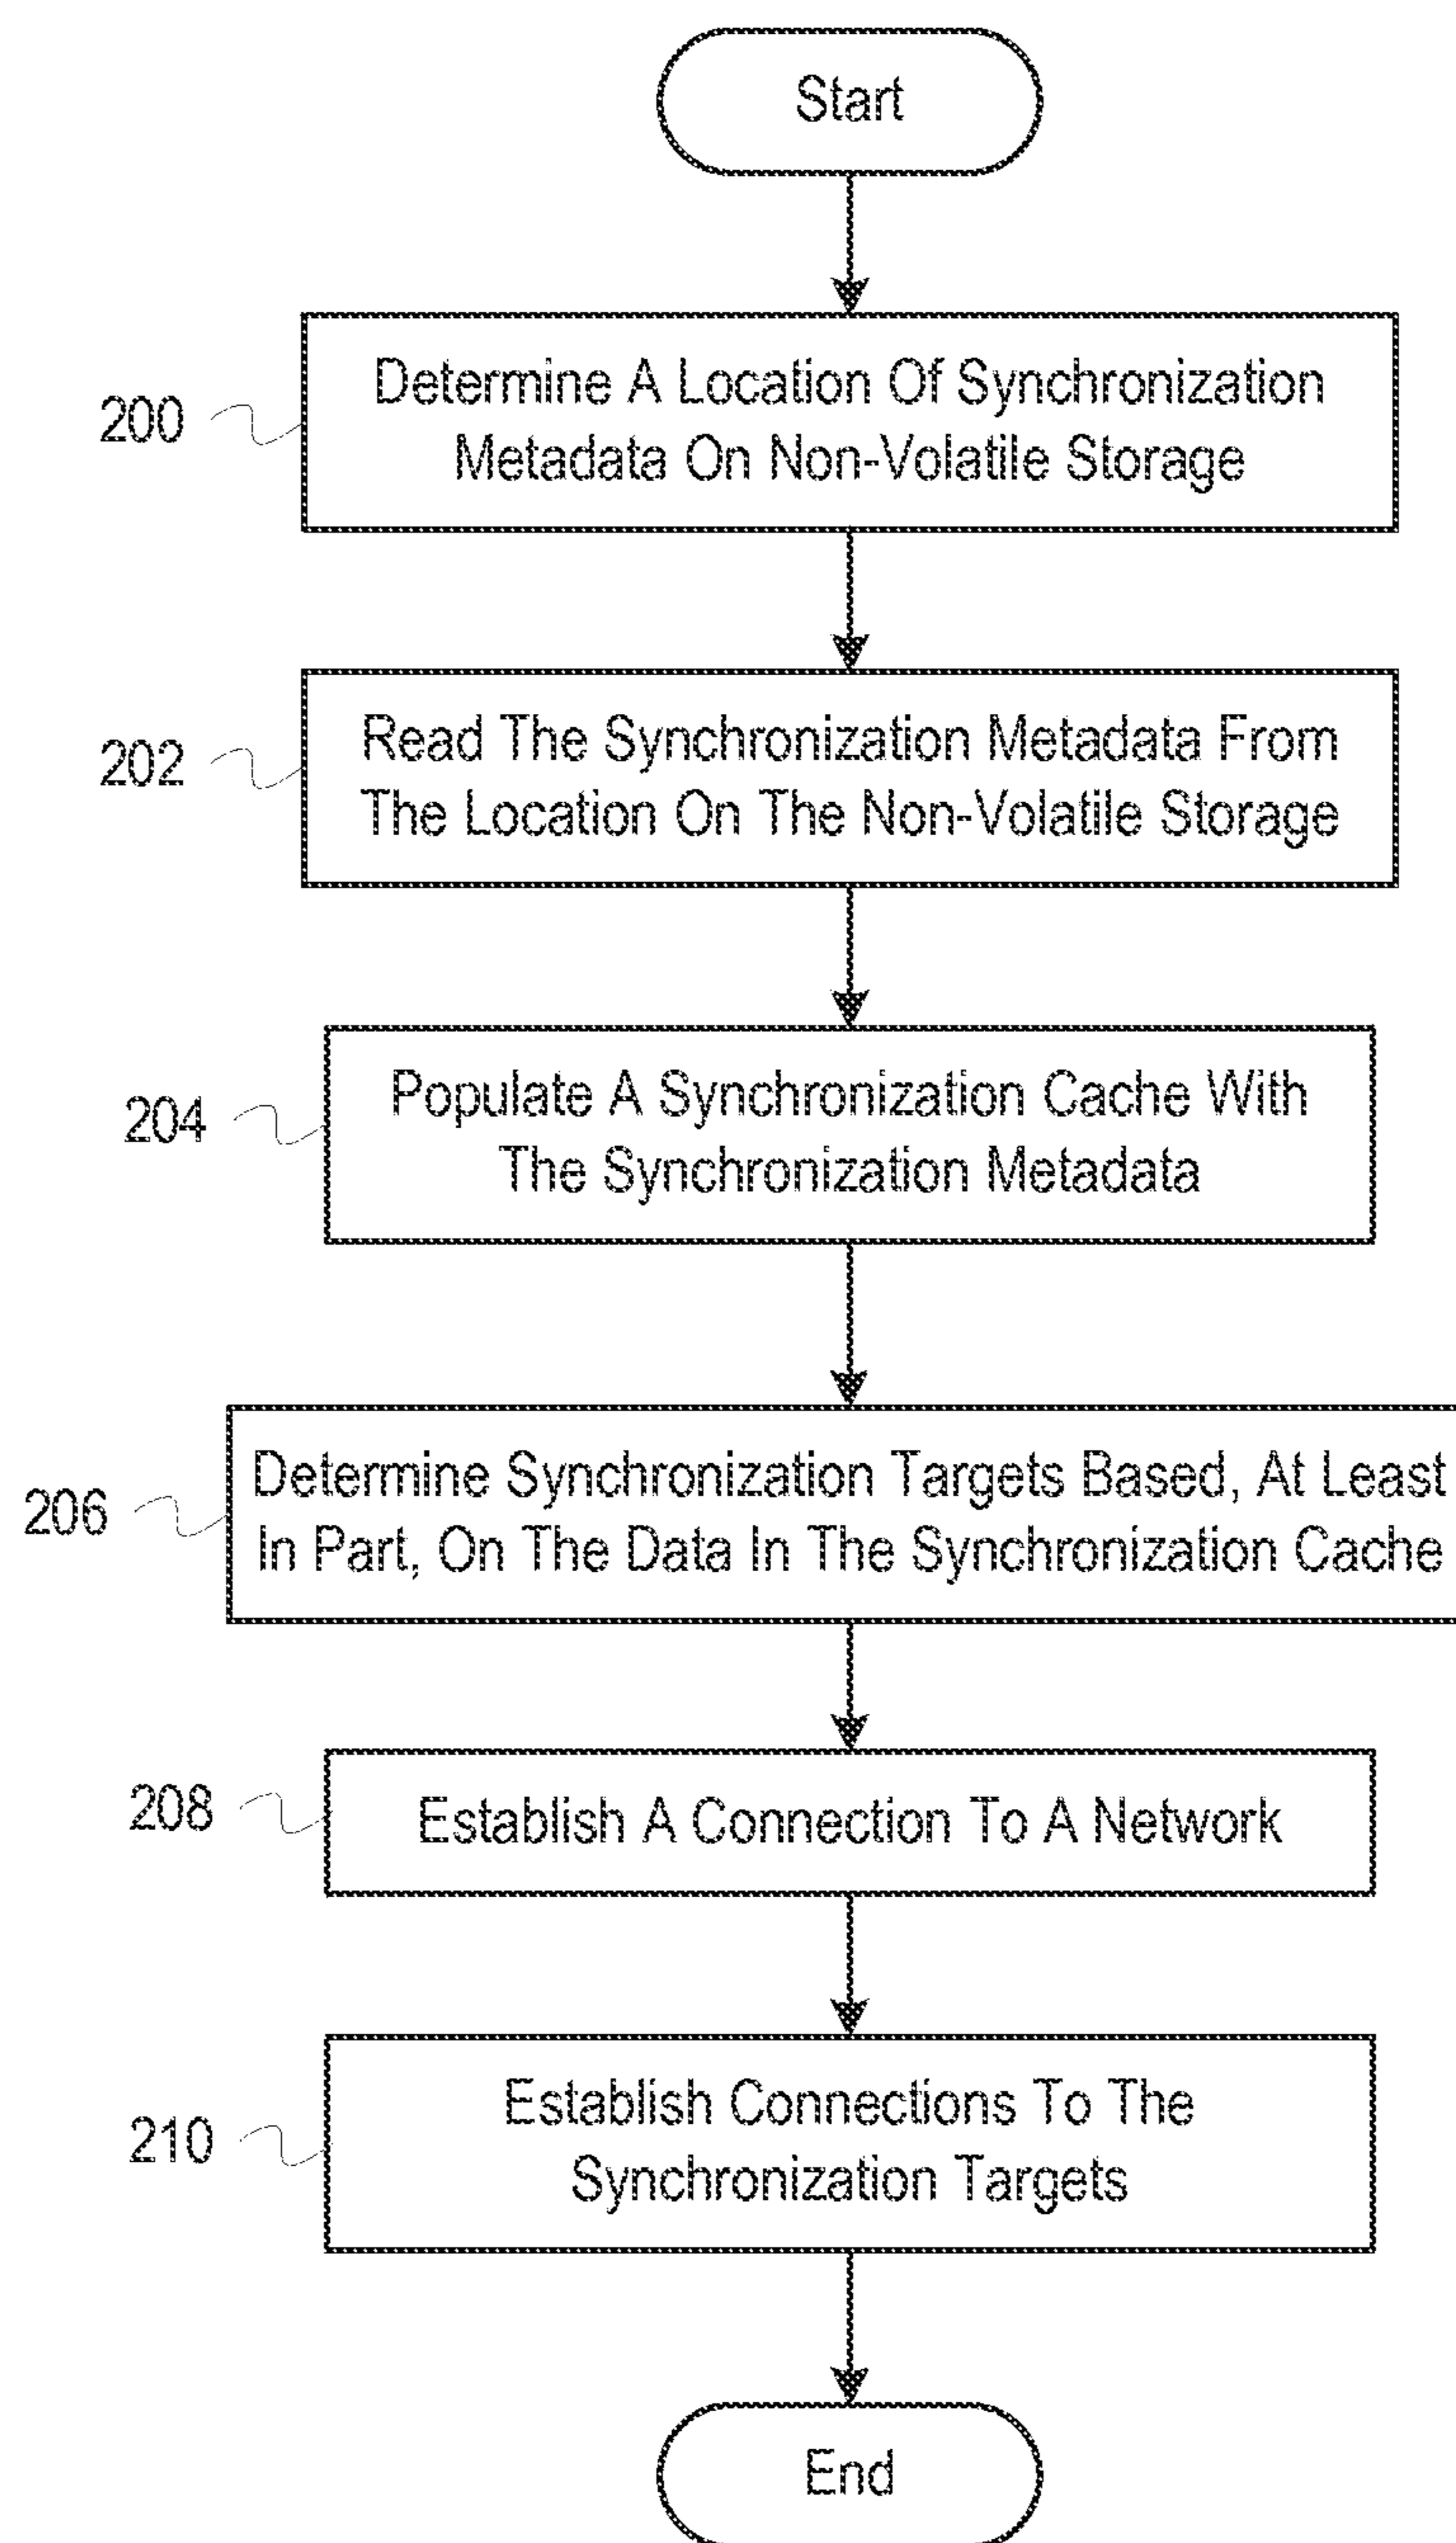 Start
200
Determine A Location Of Synchronization
Metadata On Non-Volatile Storage
202
Read The Synchronization Metadata From
The Location On The Non-Volatile Storage
204
Populate A Synchronization Cache With
The Synchronization Metadata
206
Determine Synchronization Targets Based, At Least
In Part, On The Data In The Synchronization Cache
208
Establish A Connection To A Network
210
Establish Connections To The
Synchronization Targets
End